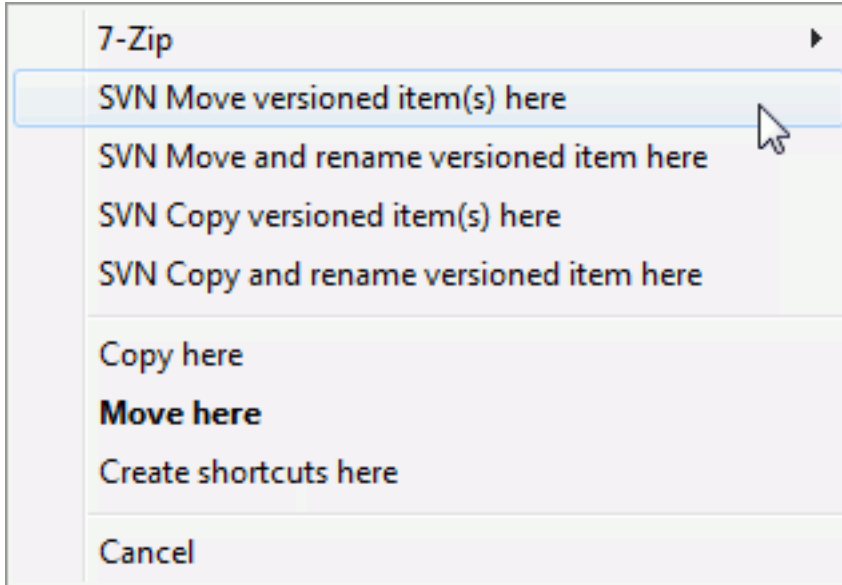 7-Zip
SVN Move versioned item(s) here
SVN Move and rename versioned item here
SVN Copy versioned item(s) here
SVN Copy and rename versioned item here
Copy here
Move here
Create shortcuts here
Cancel